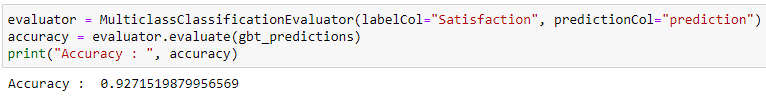 evaluator = MulticlassClassificationEvaluator(labelCol="Satisfaction", predictionCol="prediction")
accuracy = evaluator.evaluate(gbt_predictions)
print("Accuracy : ", accuracy)
Accuracy :  0.9271519879956569